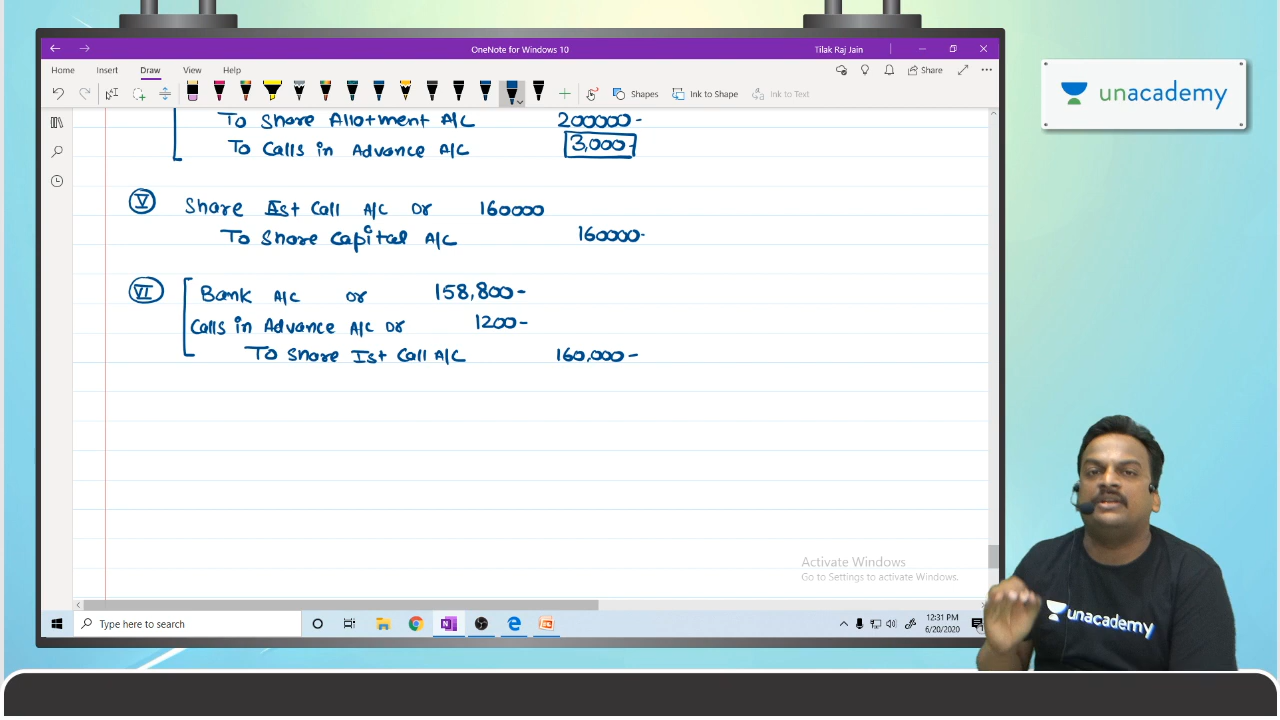 OneNote for Windows 10
Tilak Raj Jain
Home Insert Draw View Help
Share
Shapes
Ink to Shape
Ink to Text
unacademy
To Share Allotment A/C 200000-
To Calls in Advance A/C 3,000-
V Share Ist Call A/C Dr 160000
To Share Capital A/C 160000-
VI Bank A/C Dr 158,800-
Calls in Advance A/C Dr 1200-
To Share Ist Call A/C 160,000-
Activate Windows
Go to Settings to activate Windows.
unacademy
Type here to search
12:31 PM
6/20/2020